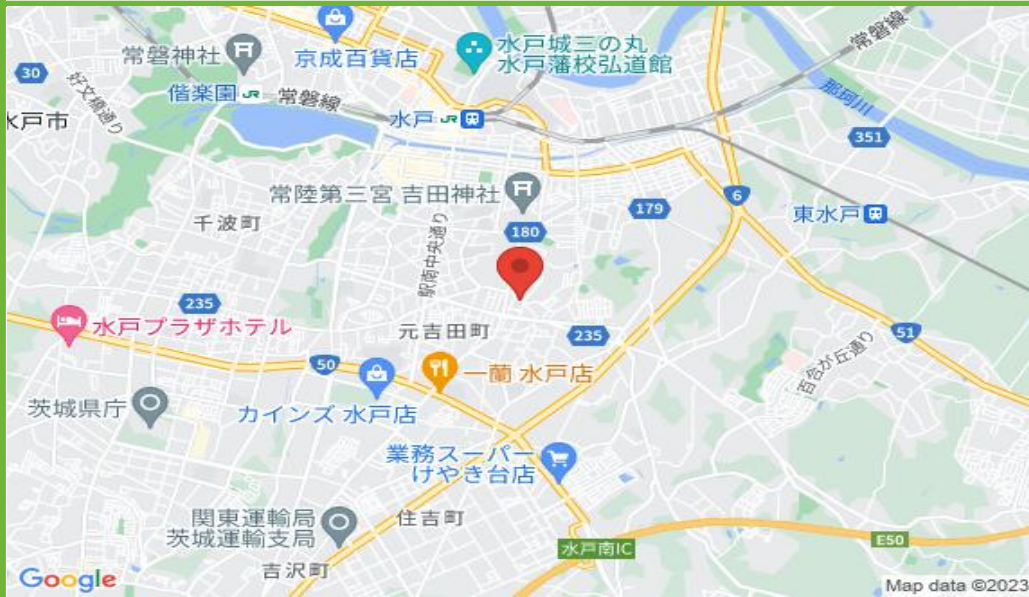 常磐神社
京成百貨店
水戸城三の丸
水戸藩校弘道館
常磐線
30
好文橋通り
偕楽園 JR
常磐線
那珂川
水戸市
水戸 JR
351
常陸第三宮 吉田神社
179
6
東水戸
千波町
180
駅南中央通り
235
水戸プラザホテル
元吉田町
235
51
50
一蘭 水戸店
百合が丘通り
茨城県庁
カインズ 水戸店
業務スーパー
けやき台店
関東運輸局
茨城運輸支局
住吉町
水戸南IC
E50
吉沢町
Google
Map data ©2023